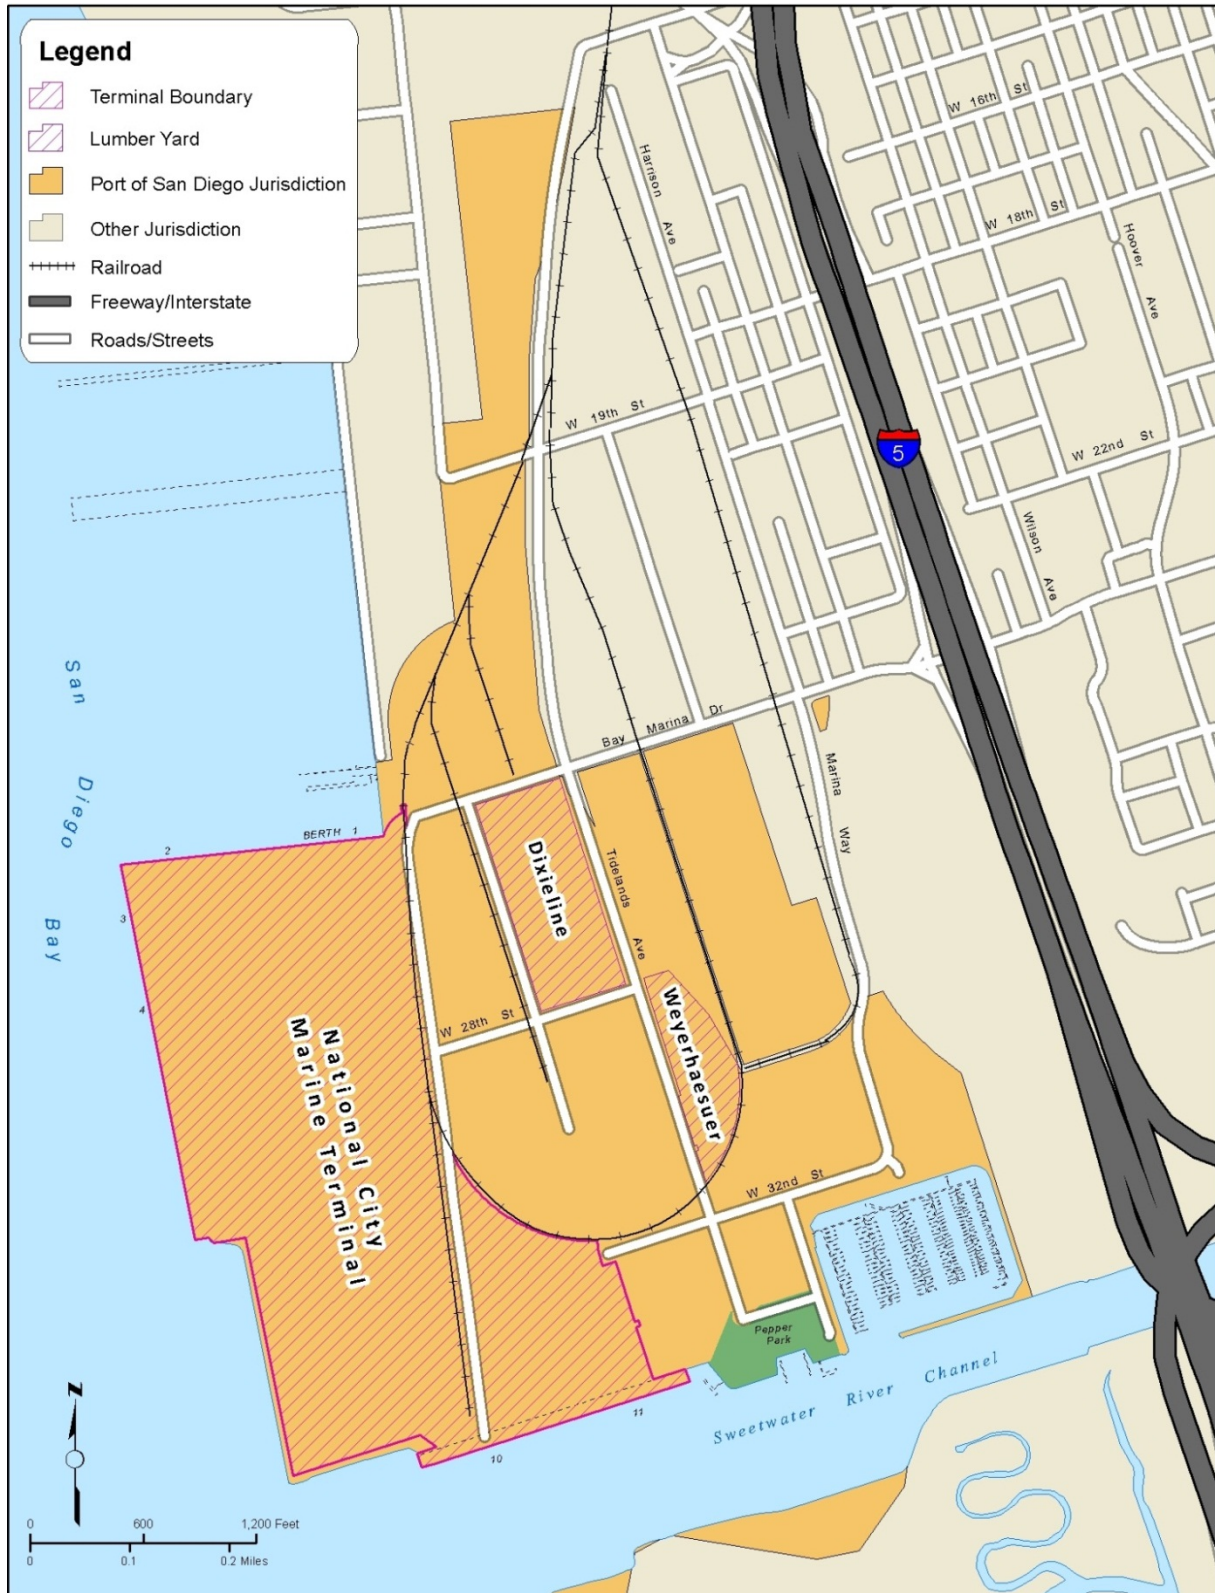 Legend
Terminal Boundary
Lumber Yard
Port of San Diego Jurisdiction
Other Jurisdiction
Railroad
Freeway/Interstate
Roads/Streets
W 16th St
Harrison Ave
W 18th St
Hoover Ave
W 19th St
5
W 22nd St
Wilson Ave
San Diego Bay
Bay Marina Dr
Marina Way
BERTH 1
2
3
4
Dixieline
Tidelands Ave
W 28th St
Weyerhaesuer
National City
Marine Terminal
W 32nd St
Pepper
Park
Sweetwater River Channel
11
10
N
0 600 1,200 Feet
0 0.1 0.2 Miles